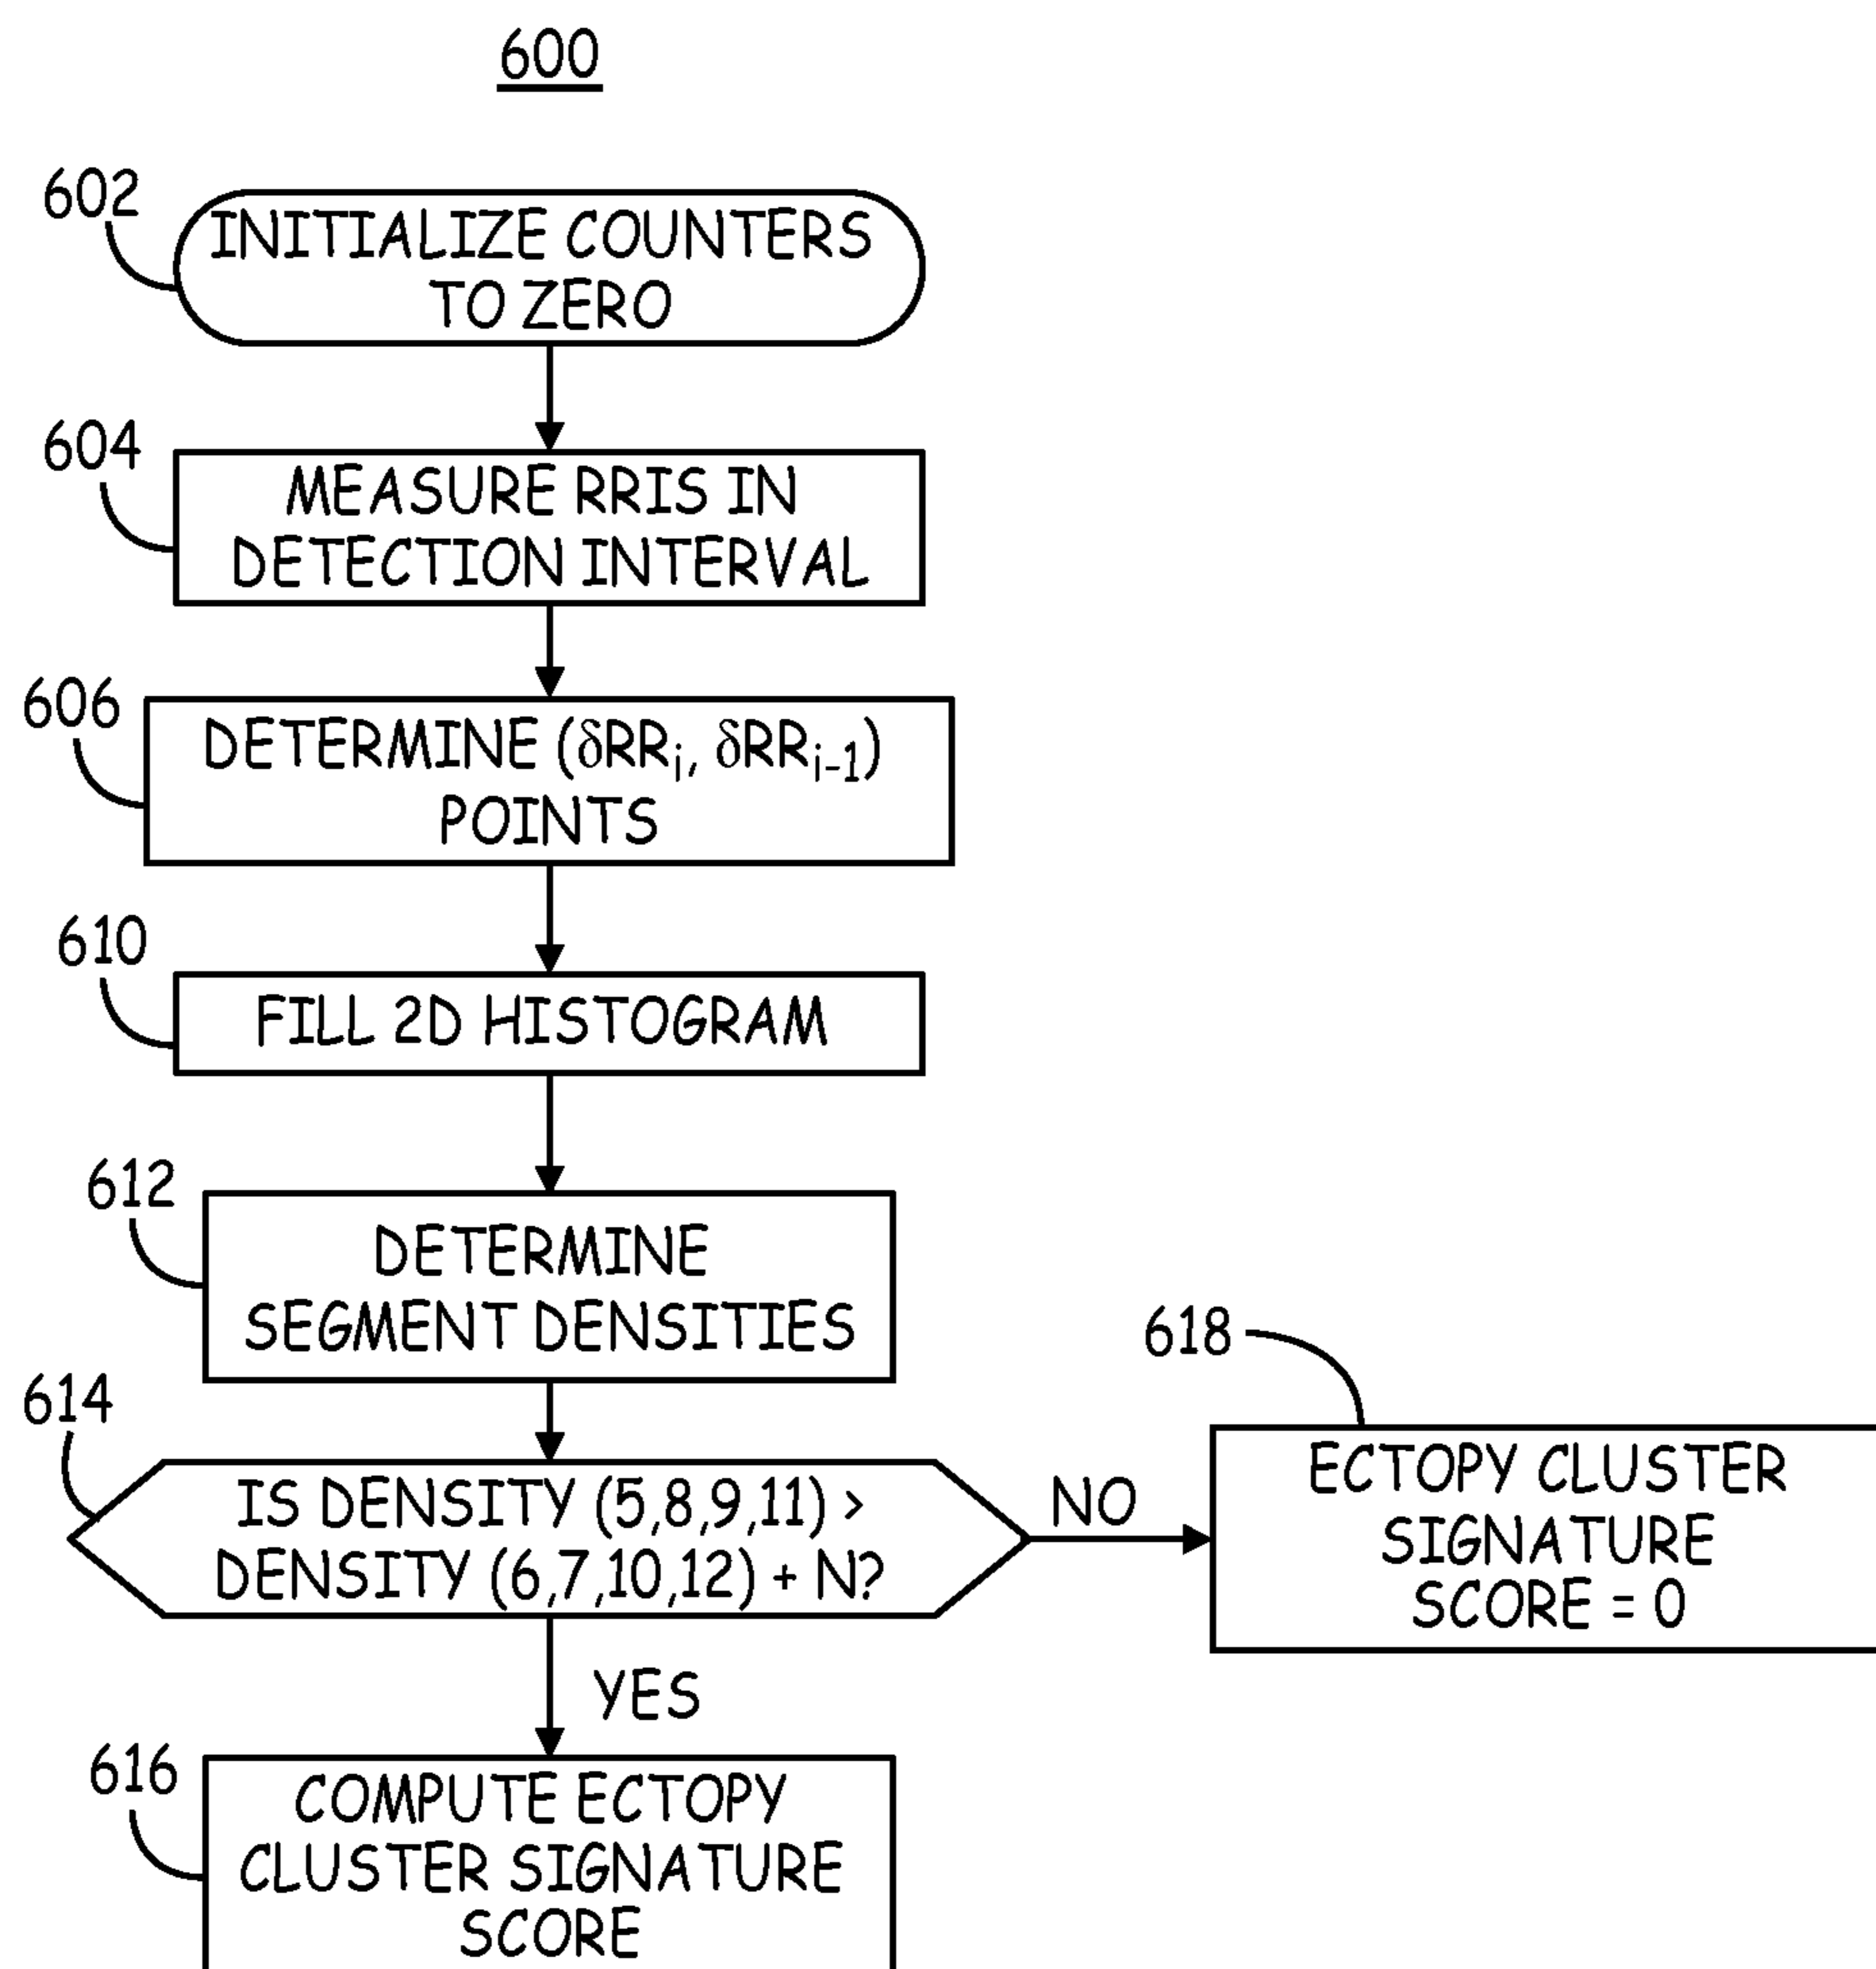 600
602
INITIALIZE COUNTERS
TO ZERO
604
MEASURE RRIS IN
DETECTION INTERVAL
606
DETERMINE (δRRi, δRRi-1)
POINTS
610
FILL 2D HISTOGRAM
612
DETERMINE
SEGMENT DENSITIES
614
IS DENSITY (5,8,9,11) >
DENSITY (6,7,10,12) + N?
NO
618
ECTOPY CLUSTER
SIGNATURE
SCORE = 0
YES
616
COMPUTE ECTOPY
CLUSTER SIGNATURE
SCORE